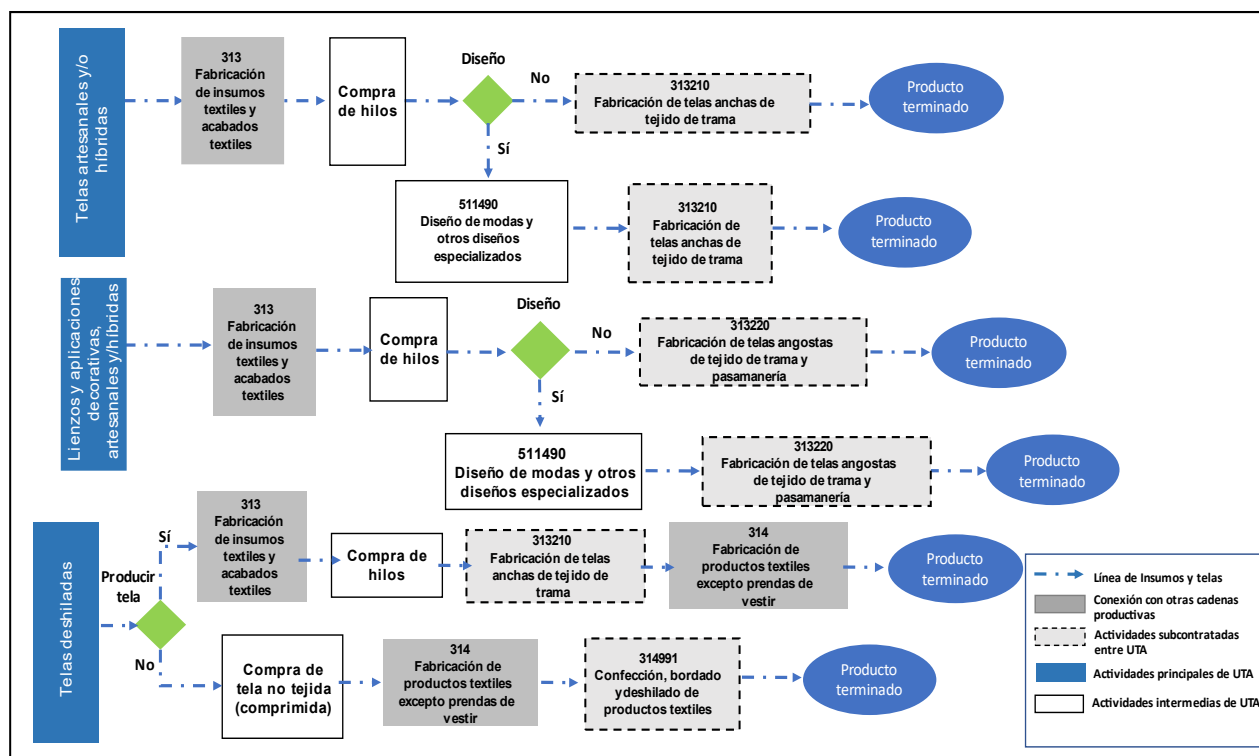 Telas artesanales y/o
híbridas
313
Fabricación
de insumos
textiles y
acabados
textiles
Compra
de hilos
Diseño
No
Sí
313210
Fabricación de telas anchas de
tejido de trama
Producto
terminado
511490
Diseño de modas y
otros diseños
especializados
313210
Fabricación de
telas anchas de
tejido de trama
Producto
terminado
Lienzos y aplicaciones
decorativas,
artesanales y/híbridas
313
Fabricación
de insumos
textiles y
acabados
textiles
Compra
de hilos
Diseño
No
Sí
313220
Fabricación de telas angostas
de tejido de trama y
pasamanería
Producto
terminado
511490
Diseño de modas y otros
diseños especializados
313220
Fabricación de telas angostas
de tejido de trama y
pasamanería
Producto
terminado
Telas deshiladas
Producir
tela
Sí
No
313
Fabricación
de insumos
textiles y
acabados
textiles
Compra de
hilos
313210
Fabricación de telas
anchas de tejido de
trama
314
Fabricación de
productos textiles
excepto prendas de
vestir
Producto
terminado
Compra de
tela no tejida
(comprimida)
314
Fabricación de
productos textiles
excepto prendas de
vestir
314991
Confección, bordado
ydeshilado de
productos textiles
Producto
terminado
Línea de Insumos y telas
Conexión con otras cadenas
productivas
Actividades subcontratadas
entre UTA
Actividades principales de UTA
Actividades intermedias de UTA